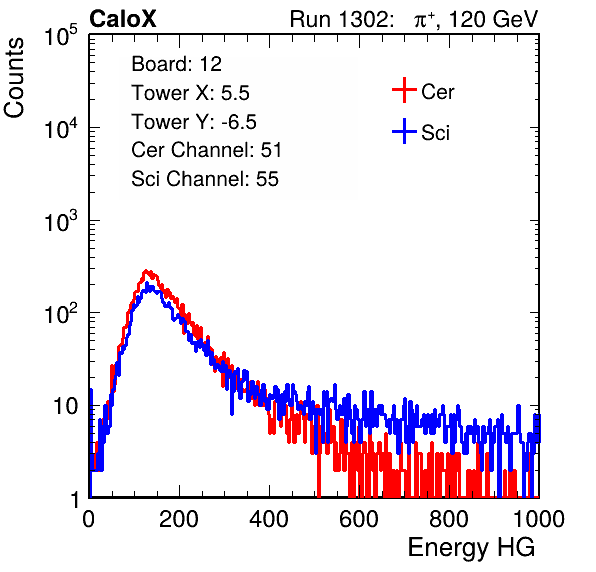 CaloX Run 1302: π⁺, 120 GeV
Counts
10⁵
10⁴
10³
10²
10
1
Board: 12
Tower X: 5.5
Tower Y: -6.5
Cer Channel: 51
Sci Channel: 55
Cer
Sci
0 200 400 600 800 1000
Energy HG